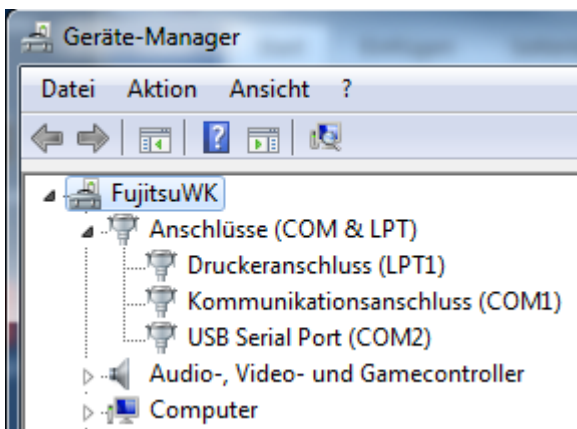 Geräte-Manager
Datei Aktion Ansicht ?
FujitsuWK
Anschlüsse (COM & LPT)
Druckeranschluss (LPT1)
Kommunikationsanschluss (COM1)
USB Serial Port (COM2)
Audio-, Video- und Gamecontroller
Computer